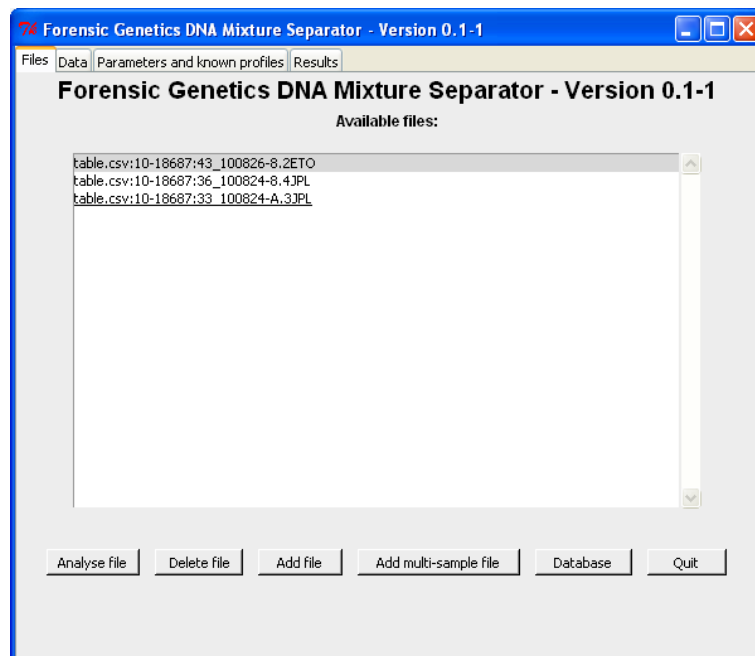 Forensic Genetics DNA Mixture Separator - Version 0.1-1
Files Data Parameters and known profiles Results
Forensic Genetics DNA Mixture Separator - Version 0.1-1
Available files:
table.csv:10-18687:43_100826-8.2ETO
table.csv:10-18687:36_100824-8.4JPL
table.csv:10-18687:33_100824-A.3JPL
Analyse file Delete file Add file Add multi-sample file Database Quit